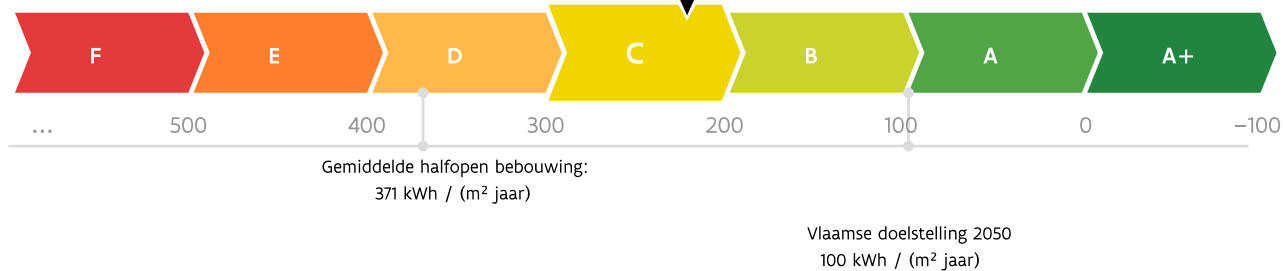 F E D C B A A+
... 500 400 300 200 100 0 –100
Gemiddelde halfopen bebouwing:
371 kWh / (m² jaar)
Vlaamse doelstelling 2050
100 kWh / (m² jaar)